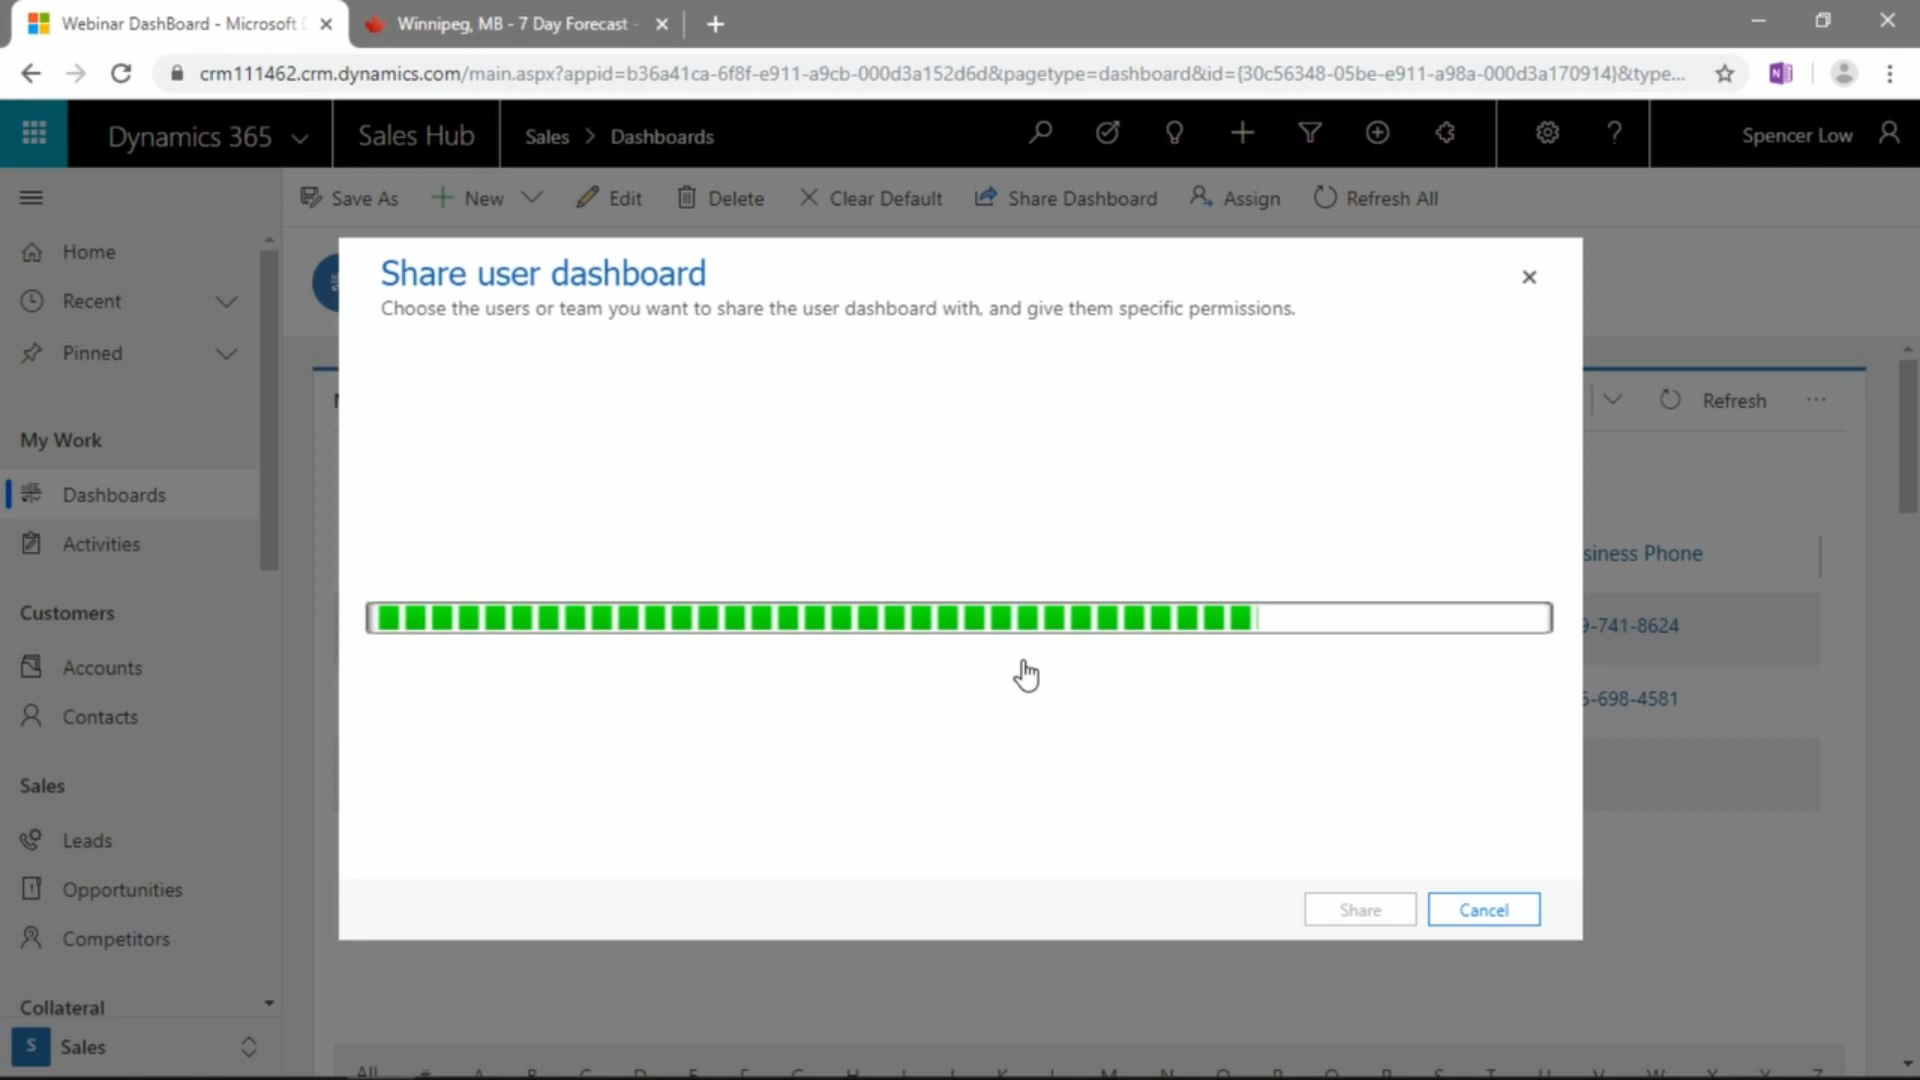 Webinar DashBoard - Microsoft D
Winnipeg, MB - 7 Day Forecast -
crm111462.crm.dynamics.com/main.aspx?appid=b36a41ca-6f8f-e911-a9cb-000d3a152d6d&pagetype=dashboard&id={30c56348-05be-e911-a98a-000d3a170914}&type...
Dynamics 365
Sales Hub
Sales > Dashboards
Spencer Low
Save As
New
Edit
Delete
Clear Default
Share Dashboard
Assign
Refresh All
Home
Recent
Pinned
My Work
Dashboards
Activities
Customers
Accounts
Contacts
Sales
Leads
Opportunities
Competitors
Collateral
S Sales
Share user dashboard
Choose the users or team you want to share the user dashboard with, and give them specific permissions.
Refresh
siness Phone
9-741-8624
5-698-4581
Share
Cancel
All # A B C D E F G H I J K L M N O P Q R S T U V W X Y Z